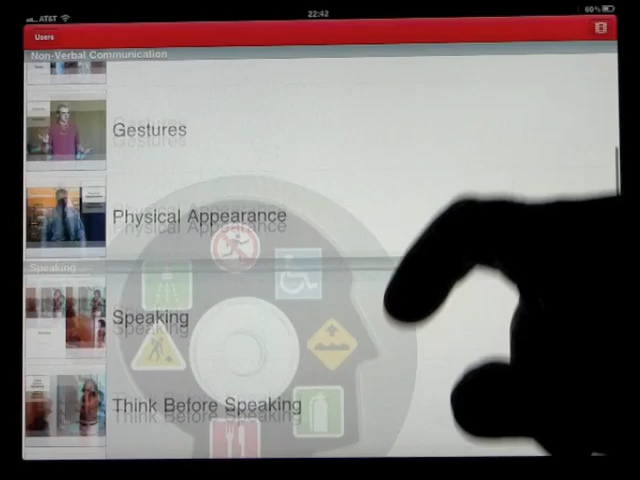 AT&T
22:42
60%
Users
Non-Verbal Communication
Gestures
Physical Appearance
Speaking
Speaking
Think Before Speaking